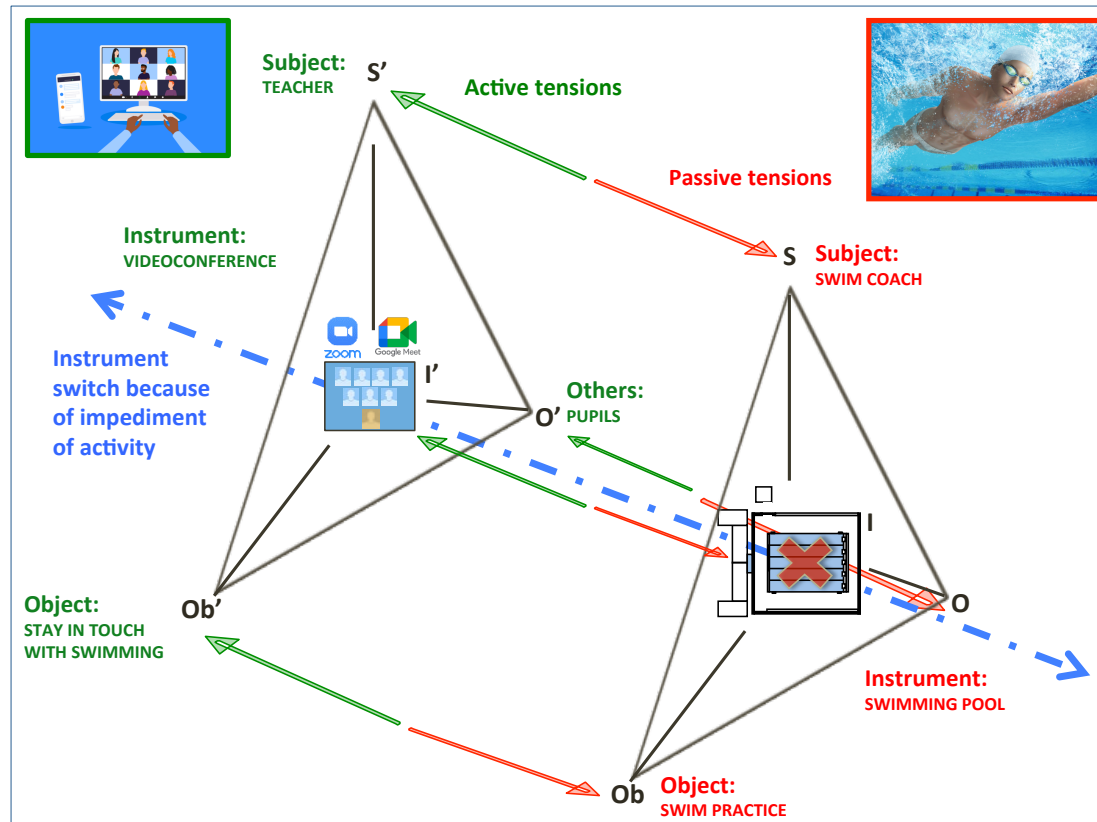 Subject:
TEACHER
S’
Active tensions
Passive tensions
Instrument:
VIDEOCONFERENCE
S
Subject:
SWIM COACH
zoom
Google Meet
Instrument
switch because
of impediment
of activity
I’
Others:
PUPILS
O’
I
Ob’
O
Object:
STAY IN TOUCH
WITH SWIMMING
Instrument:
SWIMMING POOL
Ob
Object:
SWIM PRACTICE